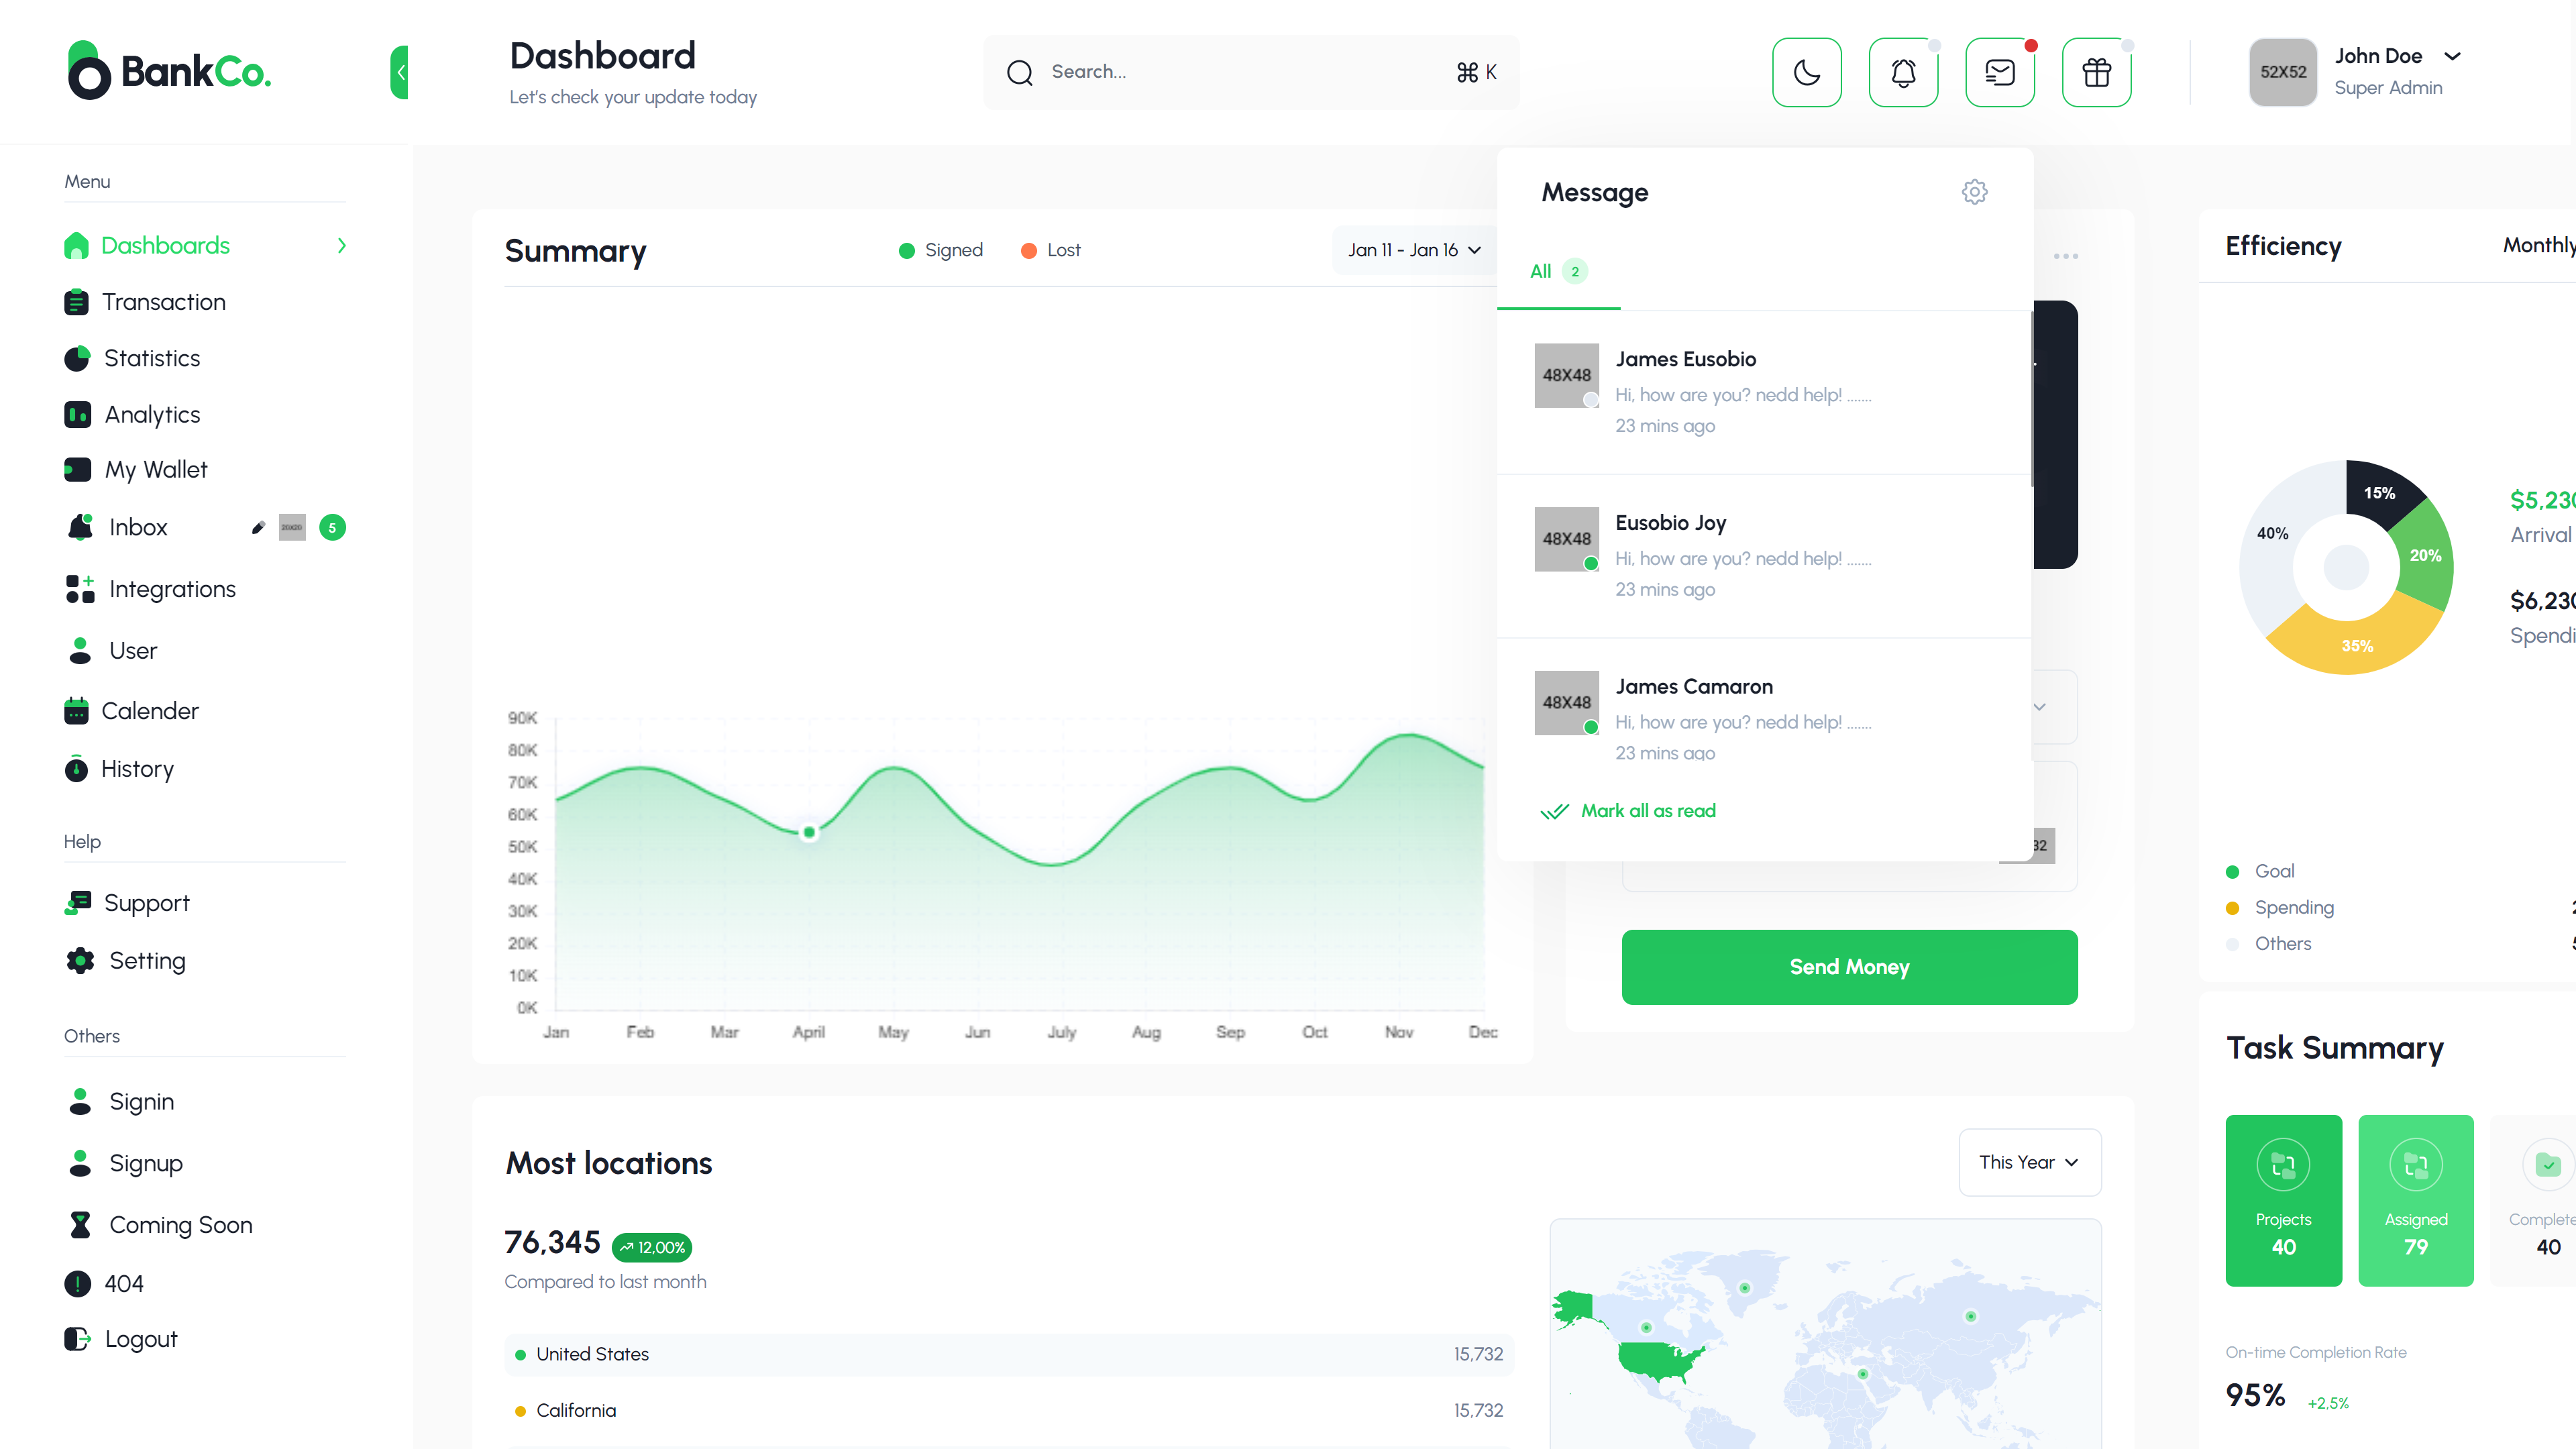 BankCo.
Dashboard
Let's check your update today
Search...
⌘ K
52X52
John Doe
Super Admin
Menu
Dashboards
Transaction
Statistics
Analytics
My Wallet
Inbox
20X20
5
Integrations
User
Calender
History
Help
Support
Setting
Others
Signin
Signup
Coming Soon
404
Logout
Summary
Signed
Lost
Jan 11 - Jan 16
90K
80K
70K
60K
50K
40K
30K
20K
10K
0K
Jan Feb Mar April May Jun July Aug Sep Oct Nov Dec
Message
All 2
48X48
James Eusobio
Hi, how are you? nedd help! .......
23 mins ago
48X48
Eusobio Joy
Hi, how are you? nedd help! .......
23 mins ago
48X48
James Camaron
Hi, how are you? nedd help! .......
23 mins ago
Mark all as read
32
Send Money
Efficiency
Monthly
15%
20%
35%
40%
$5,230
Arrival
$6,230
Spendi
Goal
Spending
Others
Task Summary
Projects
40
Assigned
79
Complete
40
On-time Completion Rate
95%
+2,5%
Most locations
This Year
76,345
12,00%
Compared to last month
United States 15,732
California 15,732